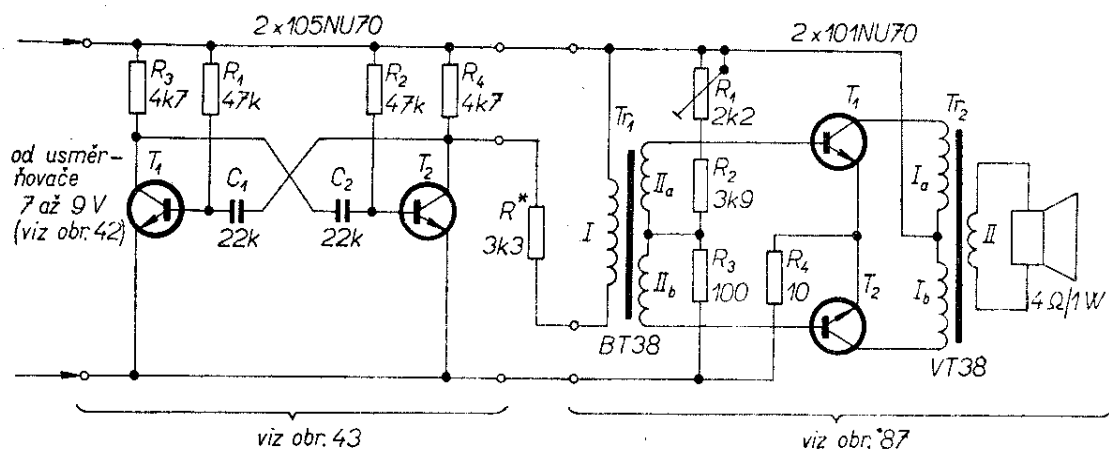 2×105NU70
2×101NU70
R3
4k7
R1
47k
R2
47k
R4
4k7
od usměr-
ňovače
7 až 9 V
(viz obr. 42)
T1
C1
22k
C2
22k
T2
R*
3k3
Tr1
I
IIa
IIb
BT38
R1
2k2
R2
3k9
R3
100
R4
10
T1
T2
Tr2
Ia
Ib
II
VT38
4Ω/1W
viz obr. 43
viz obr. 87